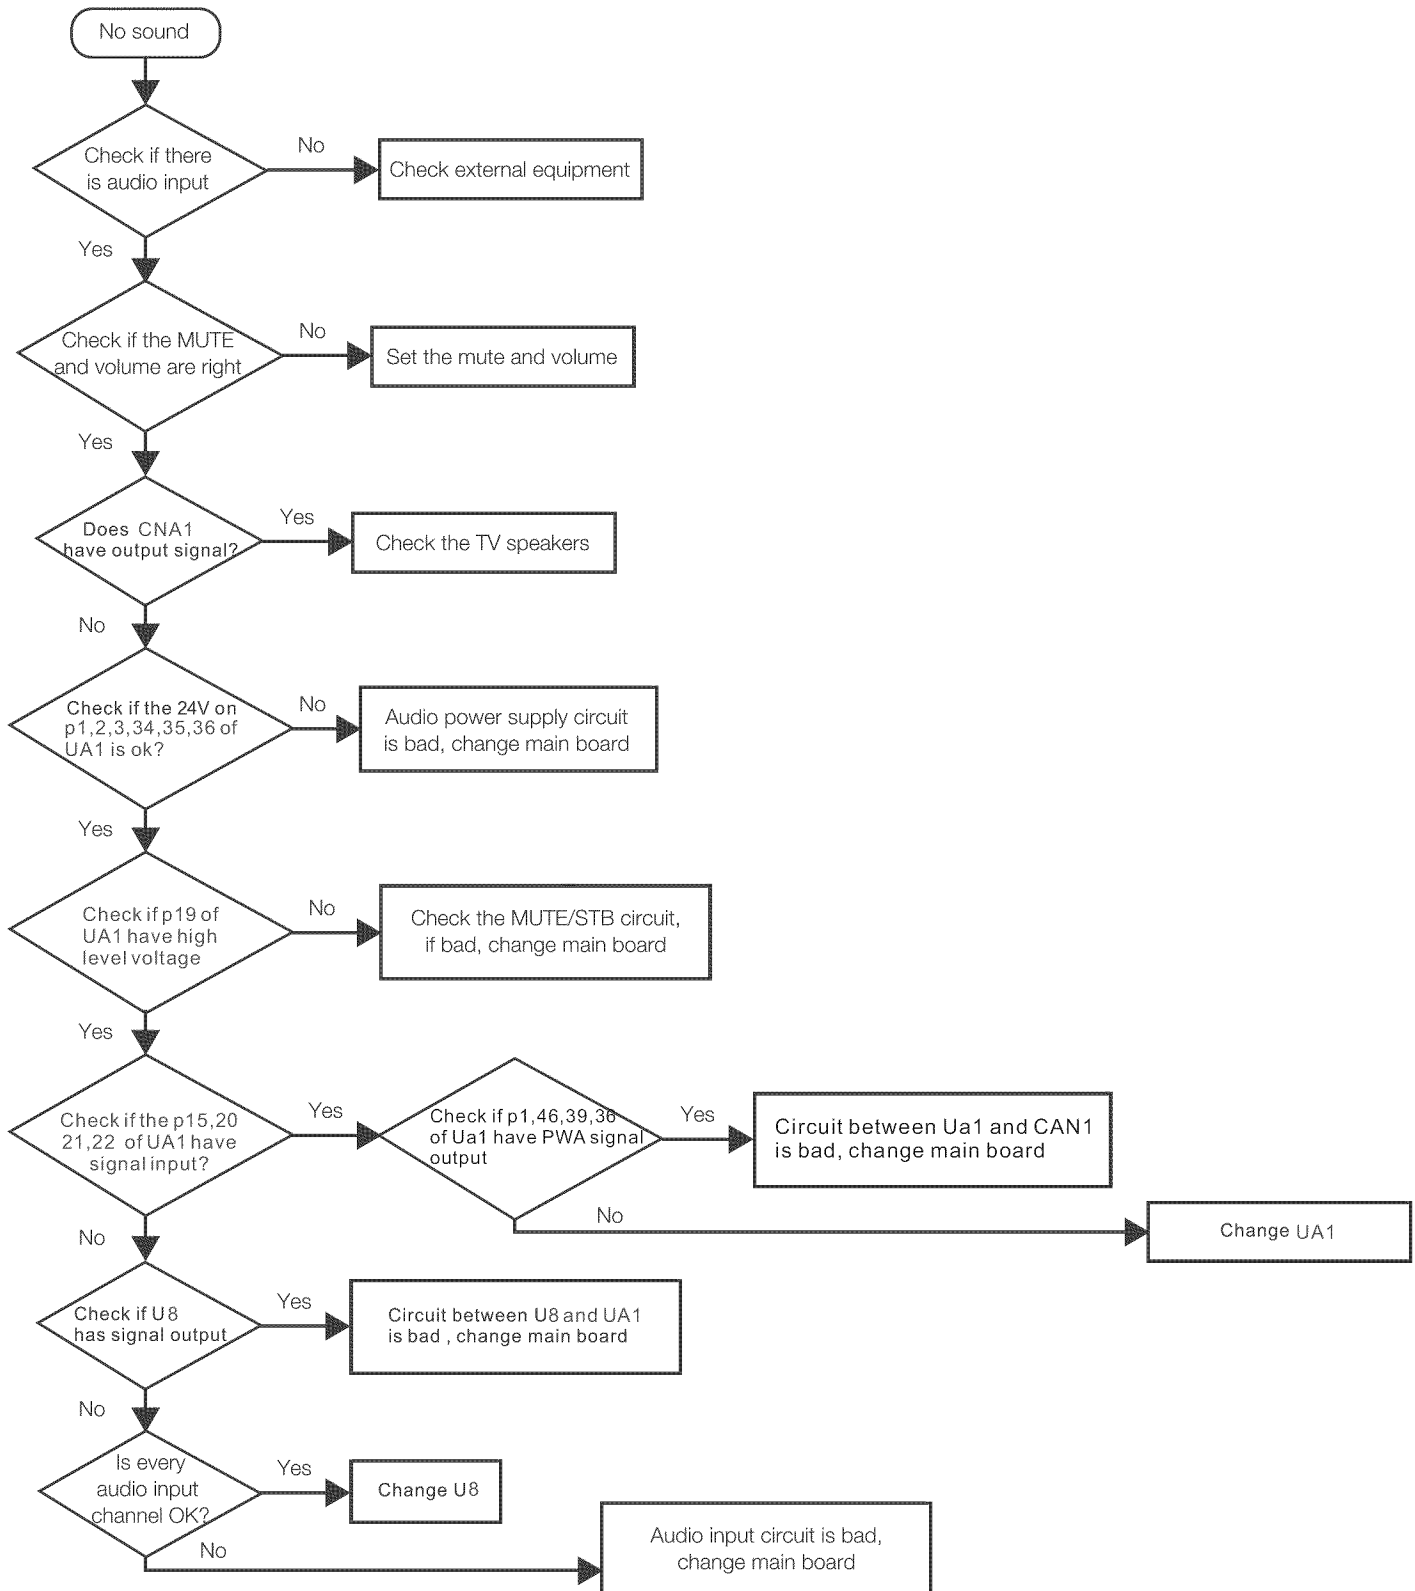 No sound
Check if there
is audio input
No
Check external equipment
Yes
Check if the MUTE
and volume are right
No
Set the mute and volume
Yes
Does CNA1
have output signal?
Yes
Check the TV speakers
No
Check if the 24V on
p1,2,3,34,35,36 of
UA1 is ok?
No
Audio power supply circuit
is bad, change main board
Yes
Check if p19 of
UA1 have high
level voltage
No
Check the MUTE/STB circuit,
if bad, change main board
Yes
Check if the p15,20
21,22 of UA1 have
signal input?
Yes
Check if p1,46,39,36
of Ua1 have PWA signal
output
Yes
Circuit between Ua1 and CAN1
is bad, change main board
No
Change UA1
No
Check if U8
has signal output
Yes
Circuit between U8 and UA1
is bad , change main board
No
Is every
audio input
channel OK?
Yes
Change U8
No
Audio input circuit is bad,
change main board